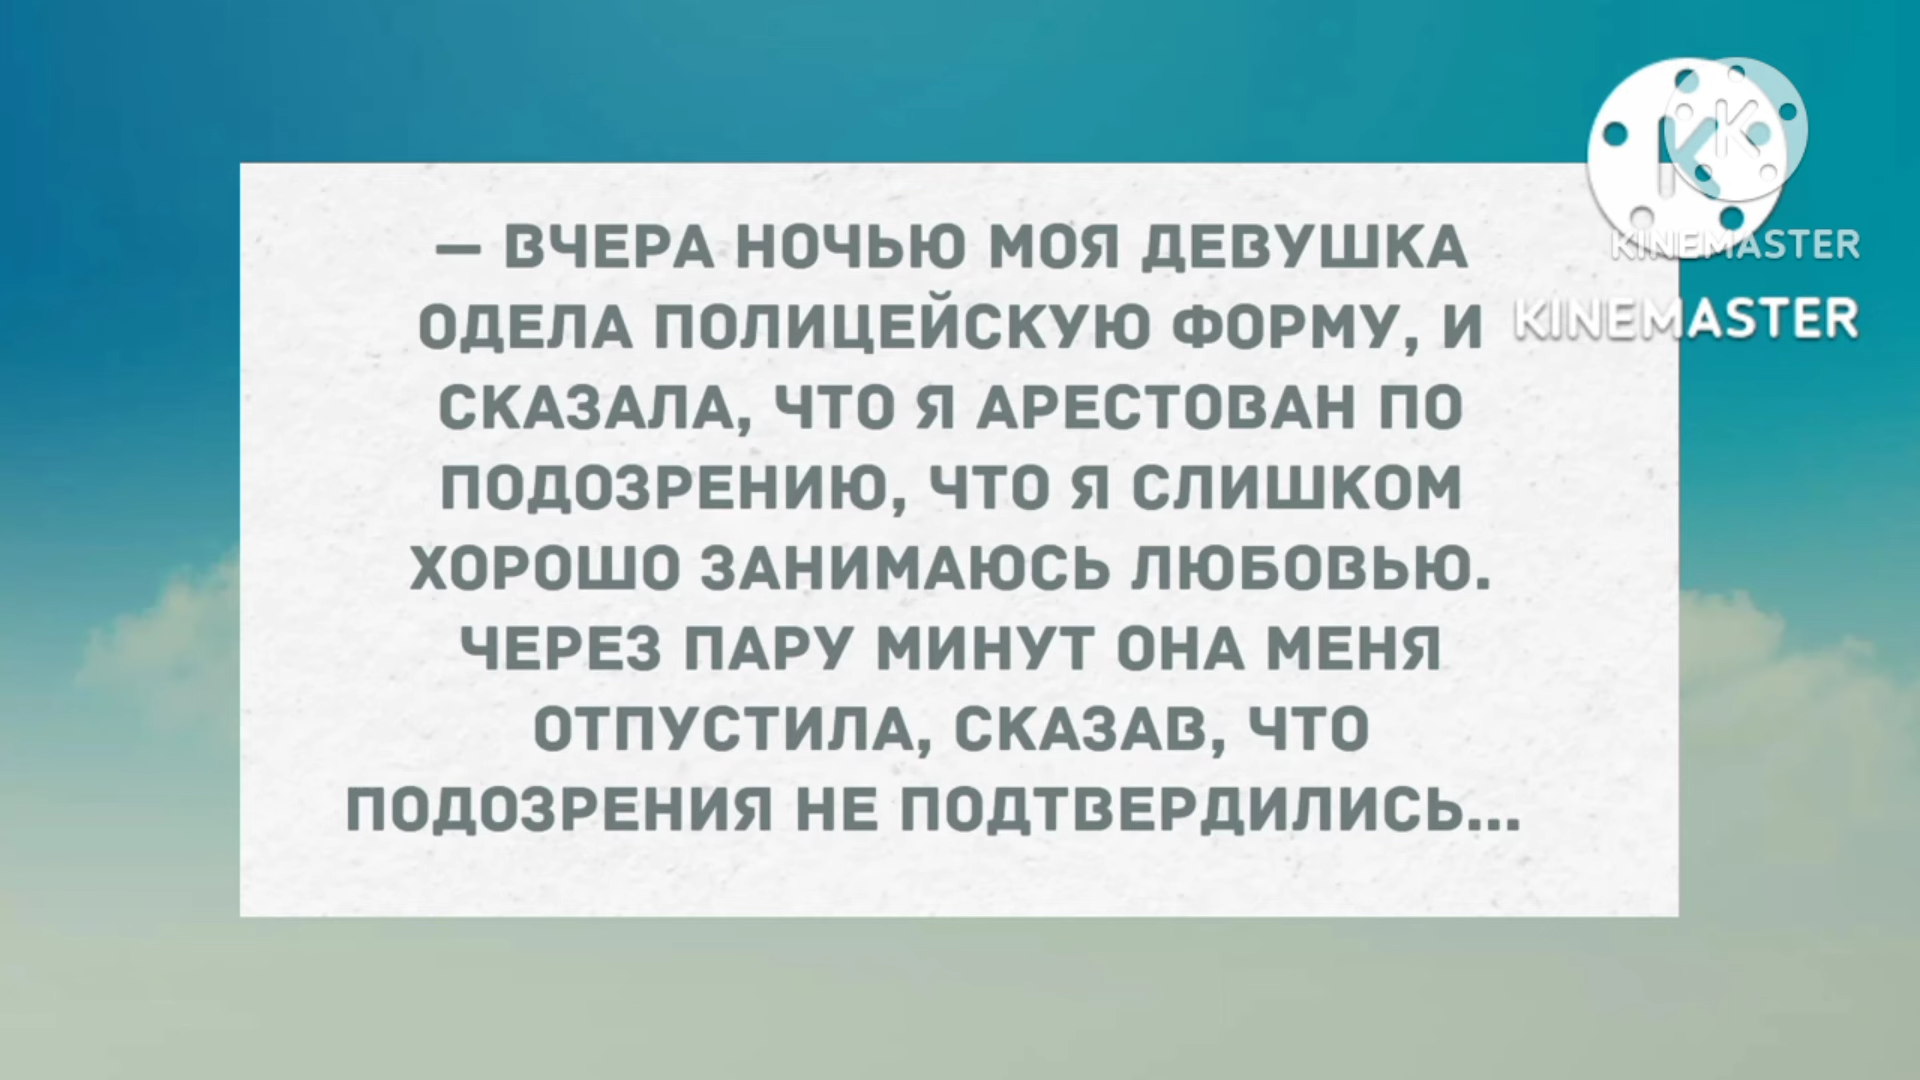 — ВЧЕРА НОЧЬЮ МОЯ ДЕВУШКА
ОДЕЛА ПОЛИЦЕЙСКУЮ ФОРМУ, И
СКАЗАЛА, ЧТО Я АРЕСТОВАН ПО
ПОДОЗРЕНИЮ, ЧТО Я СЛИШКОМ
ХОРОШО ЗАНИМАЮСЬ ЛЮБОВЬЮ.
ЧЕРЕЗ ПАРУ МИНУТ ОНА МЕНЯ
ОТПУСТИЛА, СКАЗАВ, ЧТО
ПОДОЗРЕНИЯ НЕ ПОДТВЕРДИЛИСЬ...
K
K
KINEMASTER
KINEMASTER